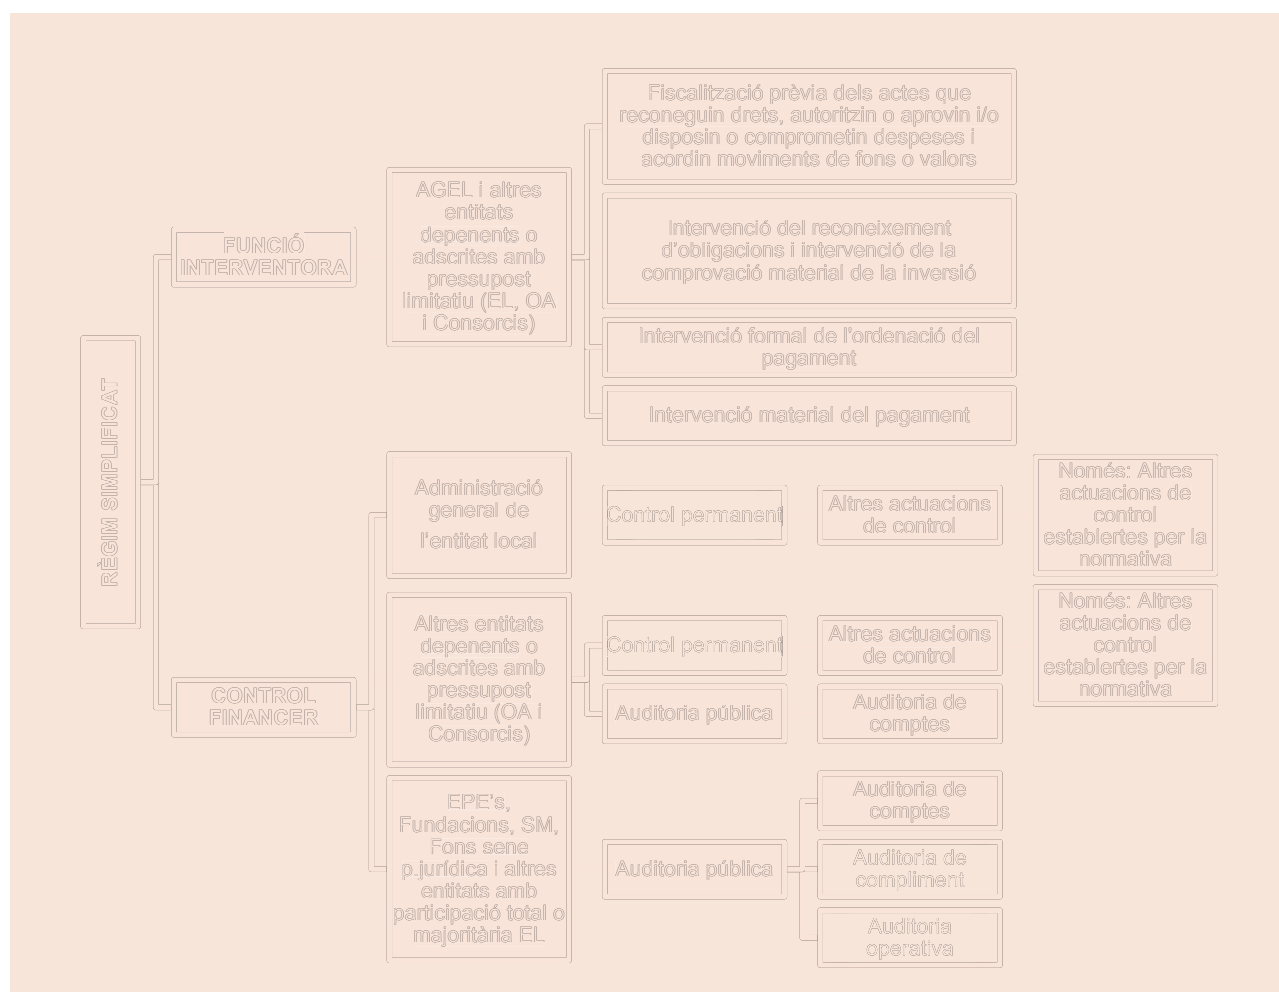 RÈGIM SIMPLIFICAT
FUNCIÓ
INTERVENTORA
AGEL i altres
entitats
depenents o
adscrites amb
pressupost
limitatiu (EL, OA
i Consorcis)
Fiscalització prèvia dels actes que
reconeguin drets, autoritzin o aprovin i/o
disposin o comprometin despeses i
acordin moviments de fons o valors
Intervenció del reconeixement
d'obligacions i intervenció de la
comprovació material de la inversió
Intervenció formal de l'ordenació del
pagament
Intervenció material del pagament
CONTROL
FINANCER
Administració
general de
l'entitat local
Control permanent
Altres actuacions
de control
Només: Altres
actuacions de
control
establertes per la
normativa
Altres entitats
depenents o
adscrites amb
pressupost
limitatiu (OA i
Consorcis)
Control permanent
Altres actuacions
de control
Només: Altres
actuacions de
control
establertes per la
normativa
Auditoria pública
Auditoria de
comptes
EPE's,
Fundacions, SM,
Fons sene
p.jurídica i altres
entitats amb
participació total o
majoritària EL
Auditoria pública
Auditoria de
comptes
Auditoria de
compliment
Auditoria
operativa